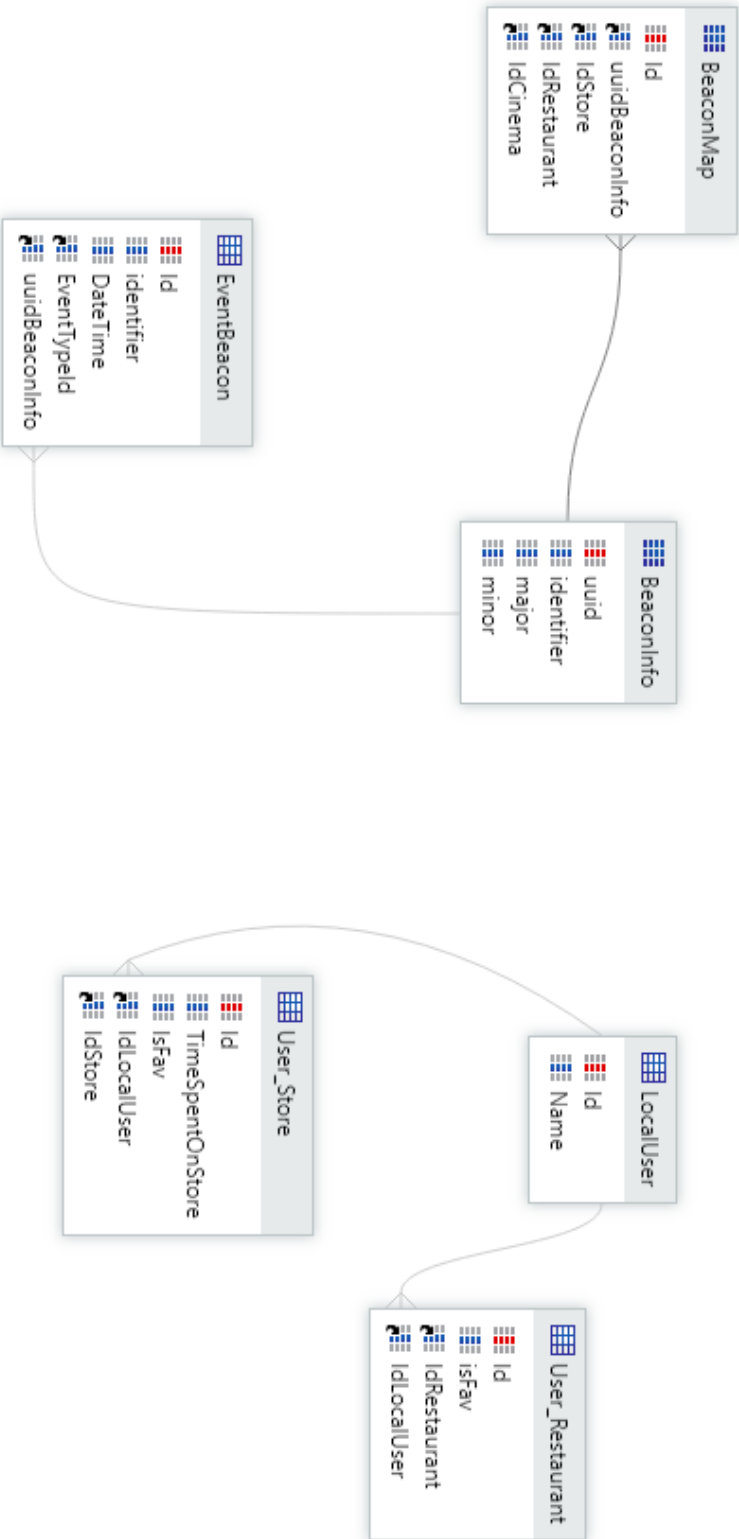 BeaconMap
Id
uuidBeaconInfo
IdStore
IdRestaurant
IdCinema
BeaconInfo
uuid
identifier
major
minor
EventBeacon
Id
identifier
DateTime
EventTypeId
uuidBeaconInfo
LocalUser
Id
Name
User_Store
Id
TimeSpentOnStore
IsFav
IdLocalUser
IdStore
User_Restaurant
Id
isFav
IdRestaurant
IdLocalUser